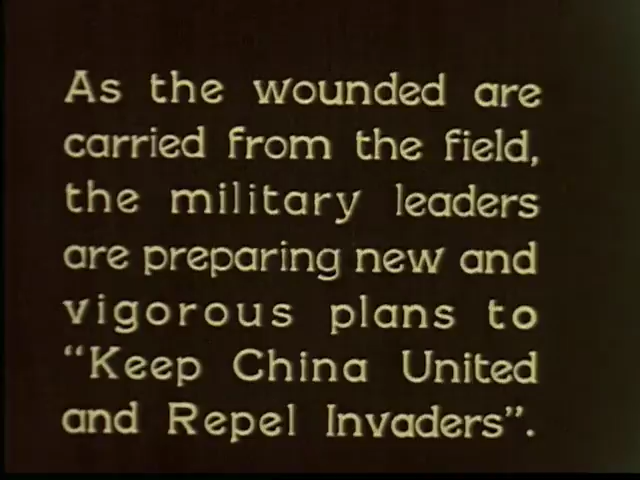 As the wounded are
carried from the field,
the military leaders
are preparing new and
vigorous plans to
“Keep China United
and Repel Invaders”.